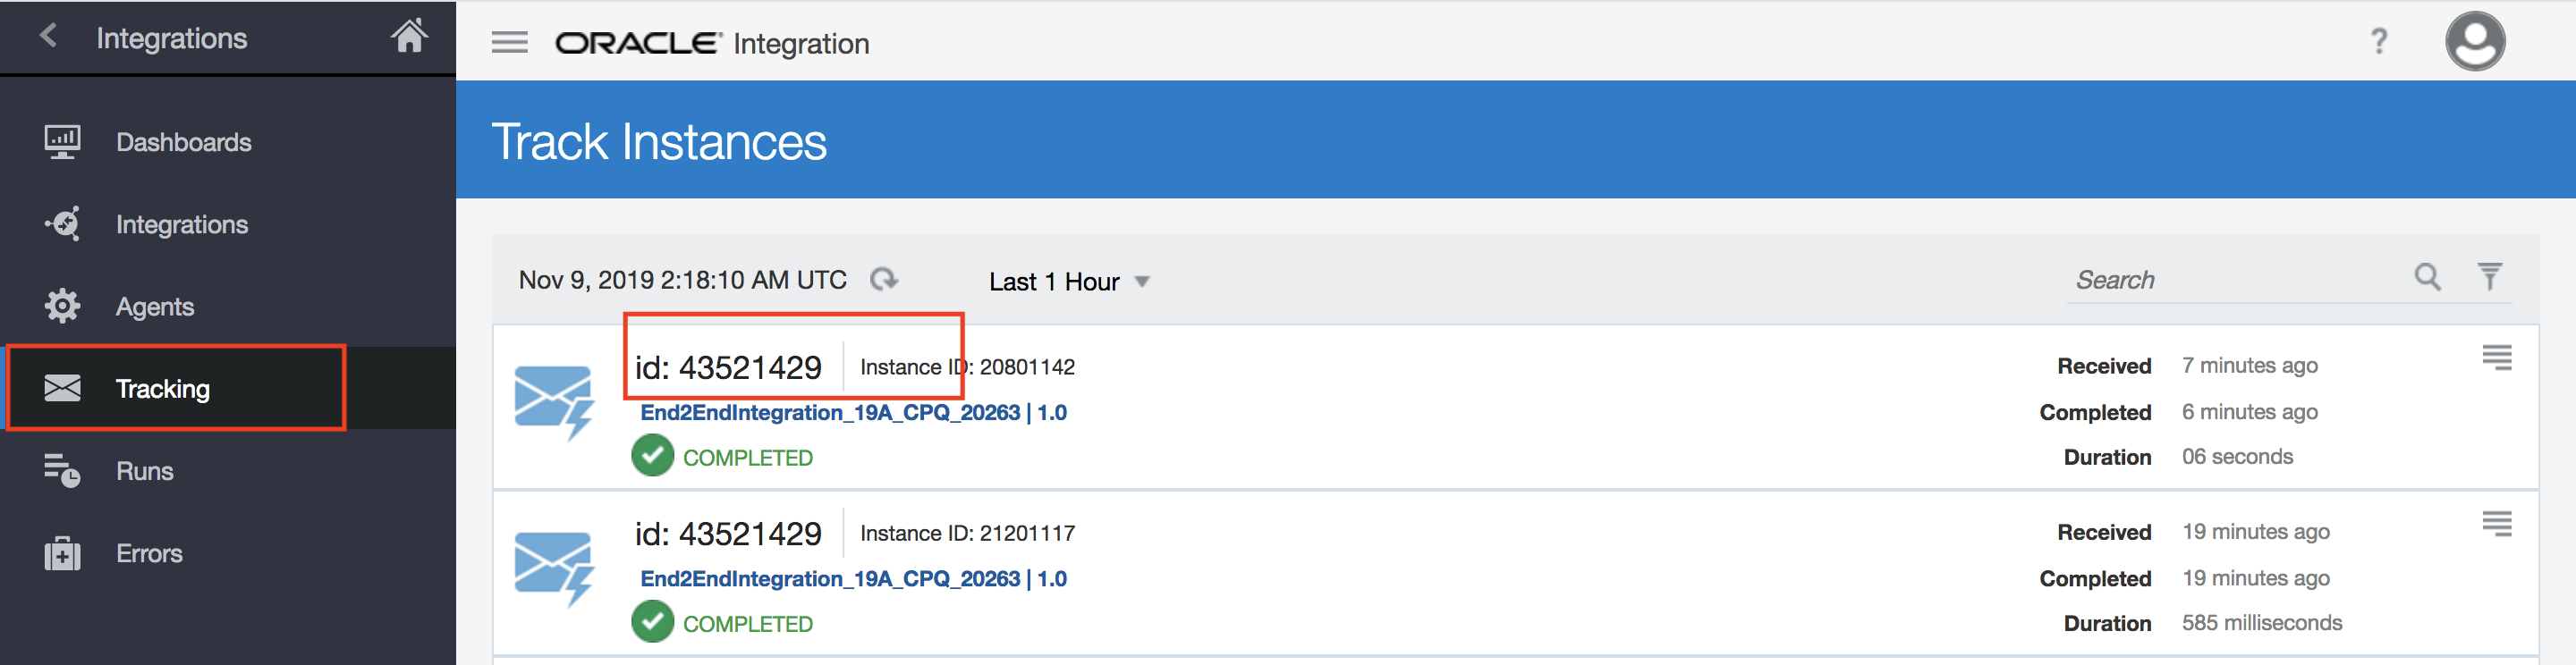 Integrations
ORACLE Integration
?
Dashboards
Integrations
Agents
Tracking
Runs
Errors
Track Instances
Nov 9, 2019 2:18:10 AM UTC
Last 1 Hour
Search
id: 43521429 Instance ID: 20801142
End2EndIntegration_19A_CPQ_20263 | 1.0
COMPLETED
Received 7 minutes ago
Completed 6 minutes ago
Duration 06 seconds
id: 43521429 Instance ID: 21201117
End2EndIntegration_19A_CPQ_20263 | 1.0
COMPLETED
Received 19 minutes ago
Completed 19 minutes ago
Duration 585 milliseconds